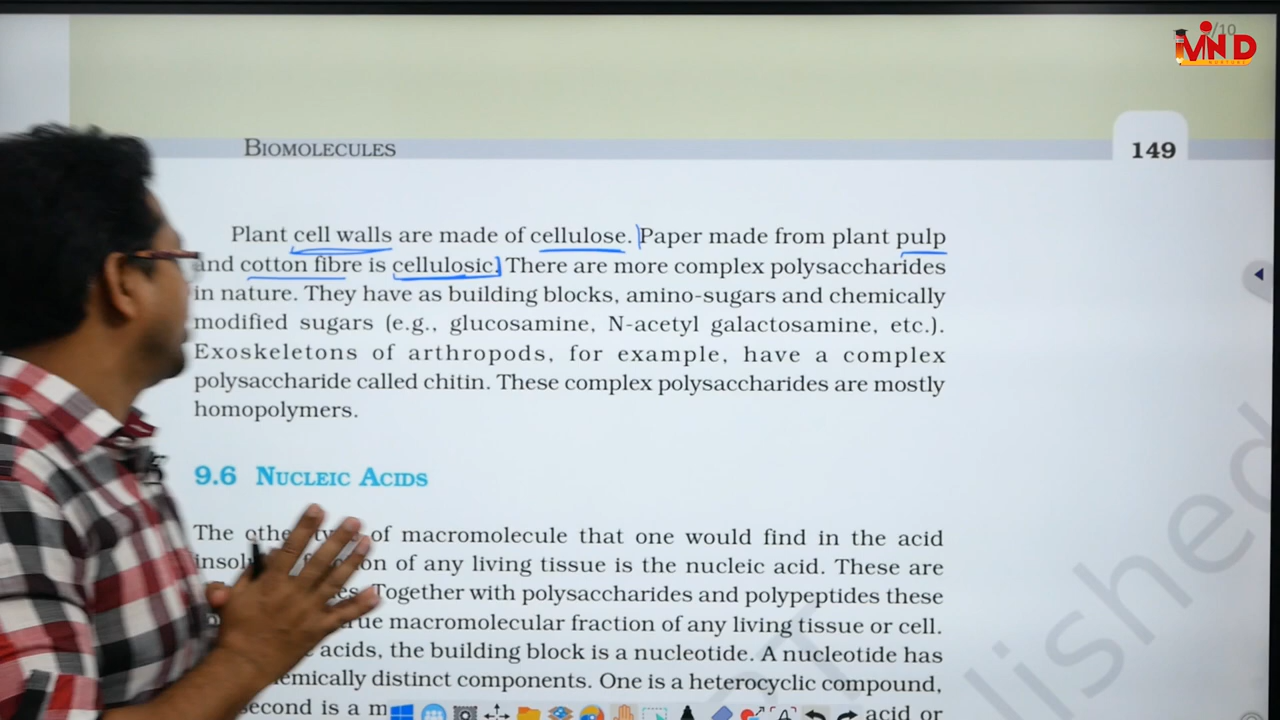 /10
MIND
BIOMOLECULES
149
Plant cell walls are made of cellulose. Paper made from plant pulp
and cotton fibre is cellulosic. There are more complex polysaccharides
in nature. They have as building blocks, amino-sugars and chemically
modified sugars (e.g., glucosamine, N-acetyl galactosamine, etc.).
Exoskeletons of arthropods, for example, have a complex
polysaccharide called chitin. These complex polysaccharides are mostly
homopolymers.
9.6 NUCLEIC ACIDS
The other of macromolecule that one would find in the acid
of any living tissue is the nucleic acid. These are
Together with polysaccharides and polypeptides these
macromolecular fraction of any living tissue or cell.
acids, the building block is a nucleotide. A nucleotide has
distinct components. One is a heterocyclic compound,
second is a acid or
lished